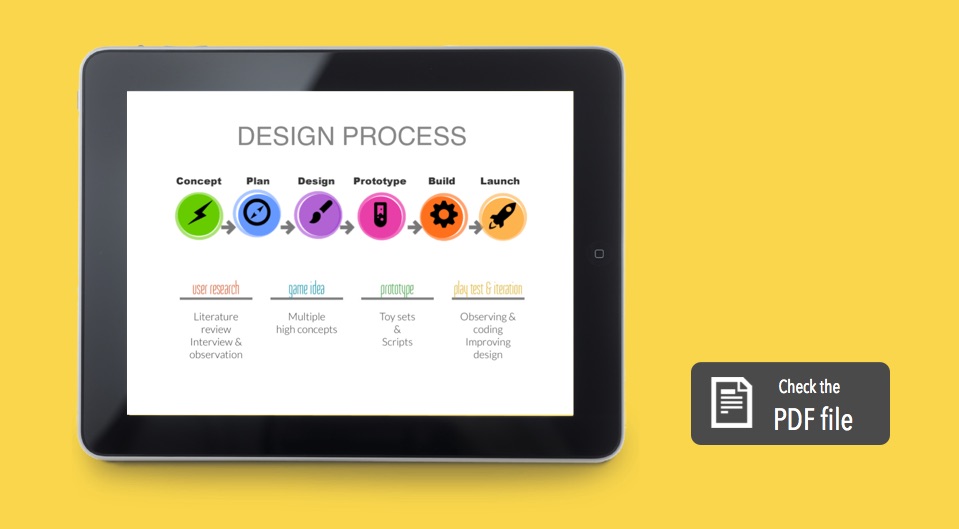 DESIGN PROCESS
Concept Plan Design Prototype Build Launch
user research
Literature
review
Interview &
observation
game idea
Multiple
high concepts
prototype
Toy sets
&
Scripts
play test & iteration
Observing &
coding
Improving
design
Check the
PDF file